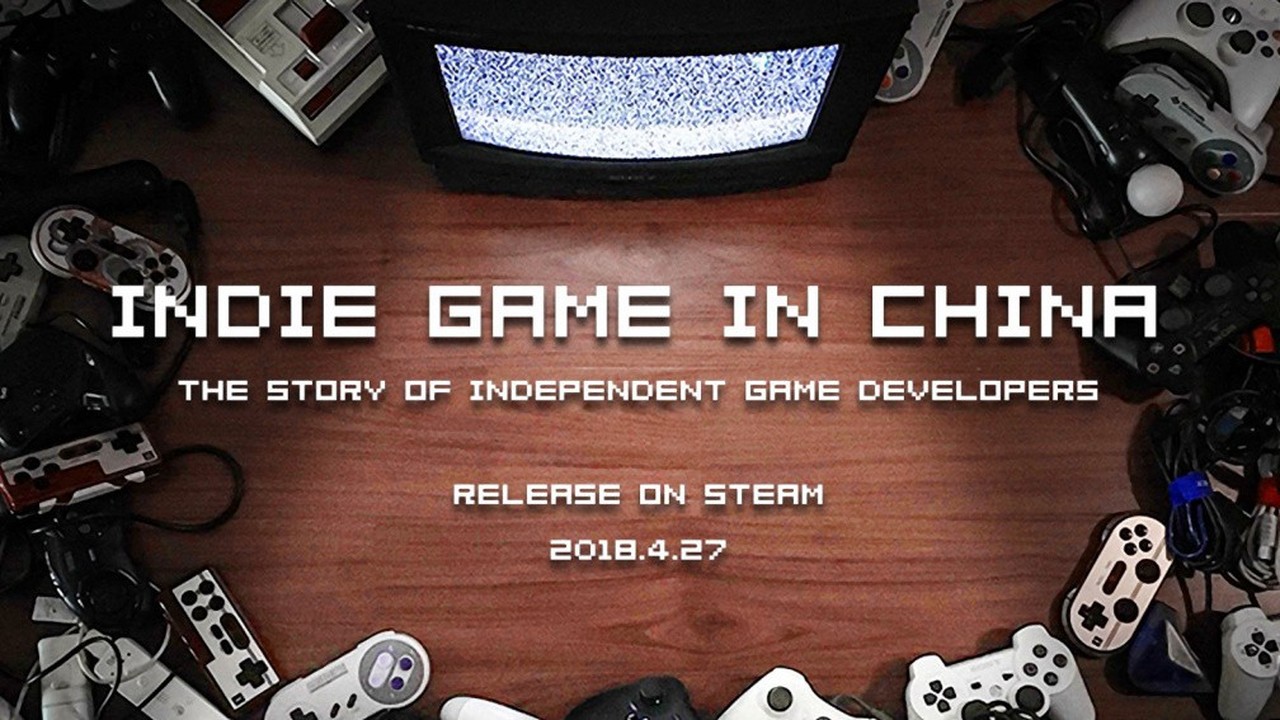 INDIE GAME IN CHINA
THE STORY OF INDEPENDENT GAME DEVELOPERS
RELEASE ON STEAM
2018.4.27